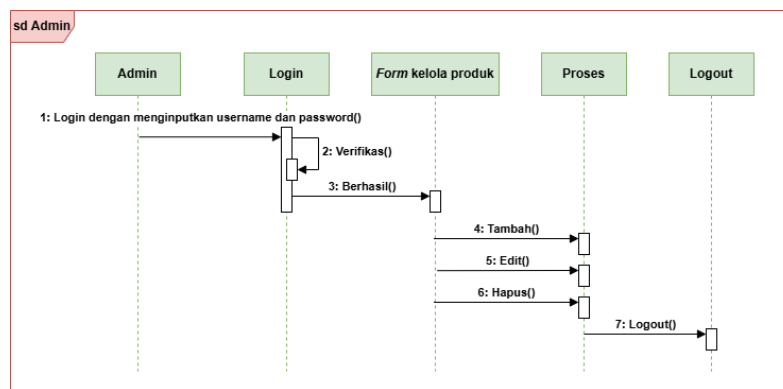 sd Admin
Admin
Login
Form kelola produk
Proses
Logout
1: Login dengan menginputkan username dan password()
2: Verifikas()
3: Berhasil()
4: Tambah()
5: Edit()
6: Hapus()
7: Logout()